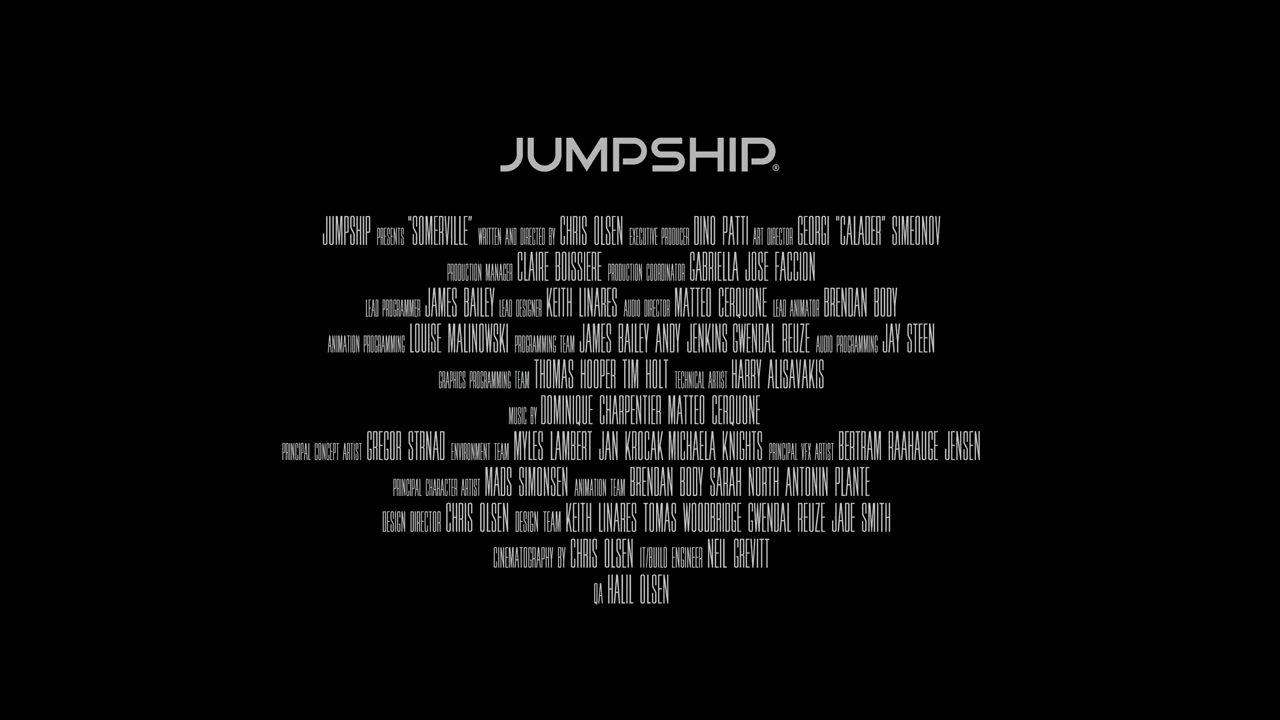 JUMPSHIP®
JUMPSHIP PRESENTS "SOMERVILLE" WRITTEN AND DIRECTED BY CHRIS OLSEN EXECUTIVE PRODUCER DINO PATTI ART DIRECTOR GEORGI "CALADER" SIMEONOV
PRODUCTION MANAGER CLAIRE BOISSIERE PRODUCTION COORDINATOR GABRIELLA JOSE FACCION
LEAD PROGRAMMER JAMES BAILEY LEAD DESIGNER KEITH LINARES AUDIO DIRECTOR MATTEO CERQUONE LEAD ANIMATOR BRENDAN BODY
ANIMATION PROGRAMMING LOUISE MALINOWSKI PROGRAMMING TEAM JAMES BAILEY ANDY JENKINS GWENDAL REUZE AUDIO PROGRAMMING JAY STEEN
GRAPHICS PROGRAMMING TEAM THOMAS HOOPER TIM HOLT TECHNICAL ARTIST HARRY ALISAVAKIS
MUSIC BY DOMINIQUE CHARPENTIER MATTEO CERQUONE
PRINCIPAL CONCEPT ARTIST GREGOR STRNAD ENVIRONMENT TEAM MYLES LAMBERT JAN KROCAK MICHAELA KNIGHTS PRINCIPAL VFX ARTIST BERTRAM RAAHAUGE JENSEN
PRINCIPAL CHARACTER ARTIST MADS SIMONSEN ANIMATION TEAM BRENDAN BODY SARAH NORTH ANTONIN PLANTE
DESIGN DIRECTOR CHRIS OLSEN DESIGN TEAM KEITH LINARES TOMAS WOODBRIDGE GWENDAL REUZE JADE SMITH
CINEMATOGRAPHY BY CHRIS OLSEN IT/BUILD ENGINEER NEIL GREVITT
QA HALIL OLSEN